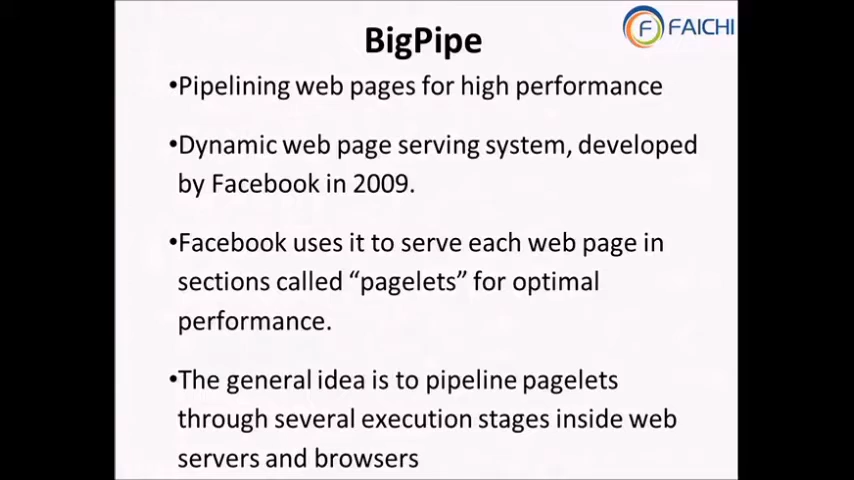 BigPipe
F FAICHI
•Pipelining web pages for high performance
•Dynamic web page serving system, developed
by Facebook in 2009.
•Facebook uses it to serve each web page in
sections called “pagelets” for optimal
performance.
•The general idea is to pipeline pagelets
through several execution stages inside web
servers and browsers